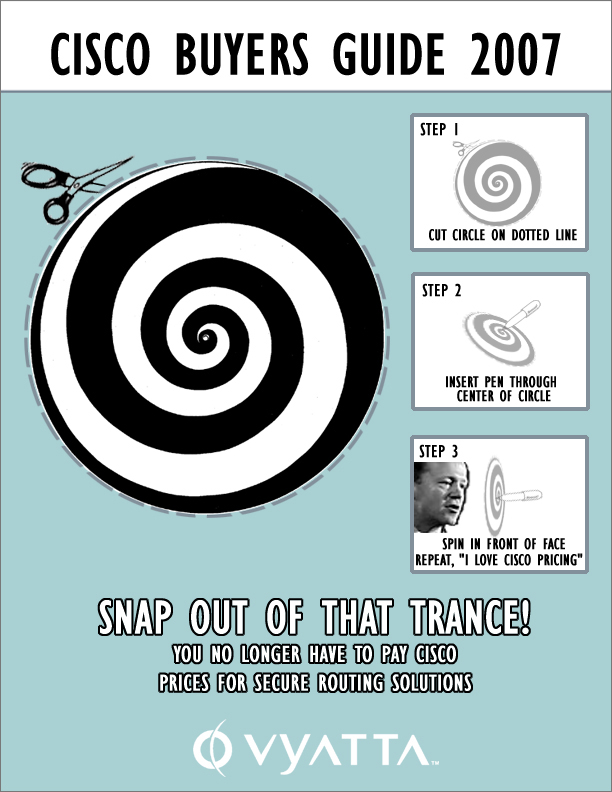 CISCO BUYERS GUIDE 2007
STEP 1
CUT CIRCLE ON DOTTED LINE
STEP 2
INSERT PEN THROUGH
CENTER OF CIRCLE
STEP 3
SPIN IN FRONT OF FACE
REPEAT, "I LOVE CISCO PRICING"
SNAP OUT OF THAT TRANCE!
YOU NO LONGER HAVE TO PAY CISCO
PRICES FOR SECURE ROUTING SOLUTIONS
VYATTA™